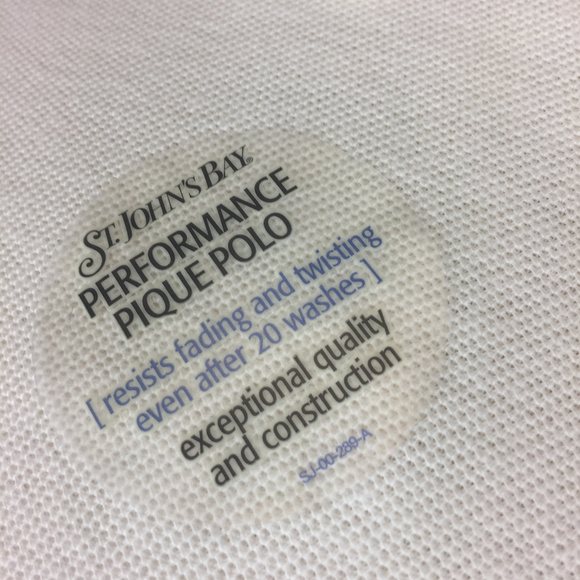 ST. JOHN'S BAY®
PERFORMANCE
PIQUE POLO
[ resists fading and twisting
even after 20 washes ]
exceptional quality
and construction
SJ-00-289-A